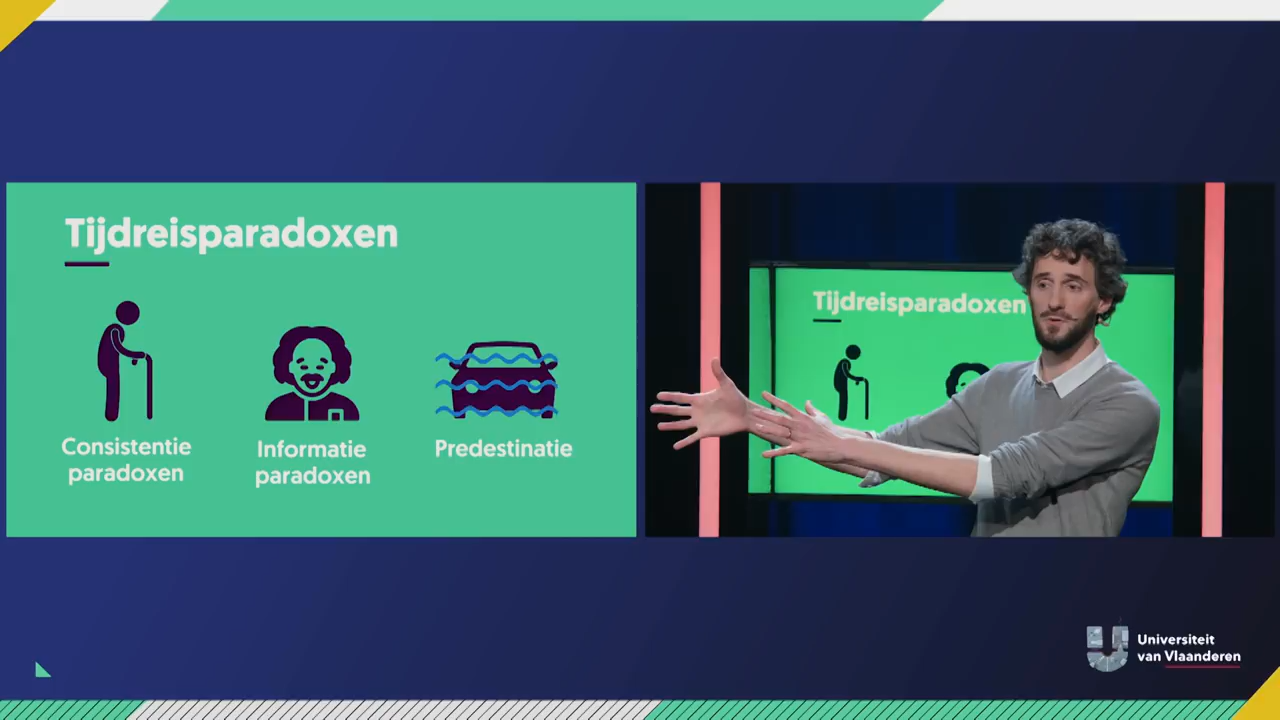 Tijdreisparadoxen
Consistentie
paradoxen
Informatie
paradoxen
Predestinatie
Tijdreisparadoxen
Universiteit
van Vlaanderen